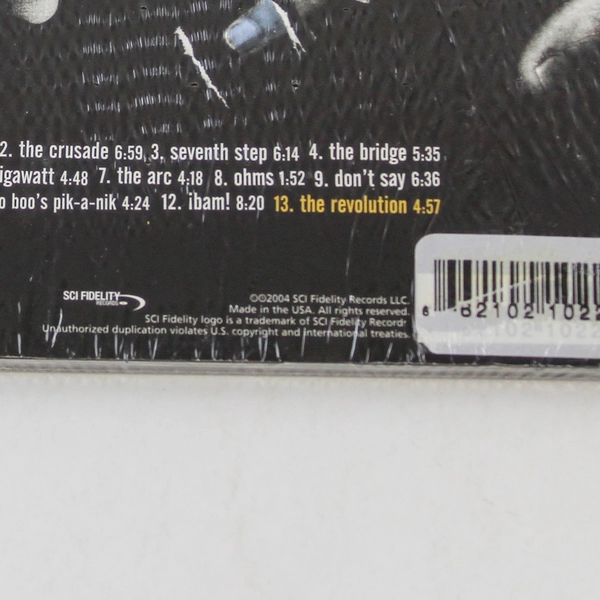 2. the crusade 6:59, 3. seventh step 6:14 4. the bridge 5:35
igawatt 4:48 7. the arc 4:18 8. ohms 1:52 9. don't say 6:36
o boo's pik-a-nik 4:24 12. ibam! 8:20 13. the revolution 4:57
SCI FIDELITY
RECORDS
℗©2004 SCI Fidelity Records LLC.
Made in the USA. All rights reserved.
SCI Fidelity logo is a trademark of SCI Fidelity Records.
Unauthorized duplication violates U.S. copyright and international treaties.
6 62102 1022